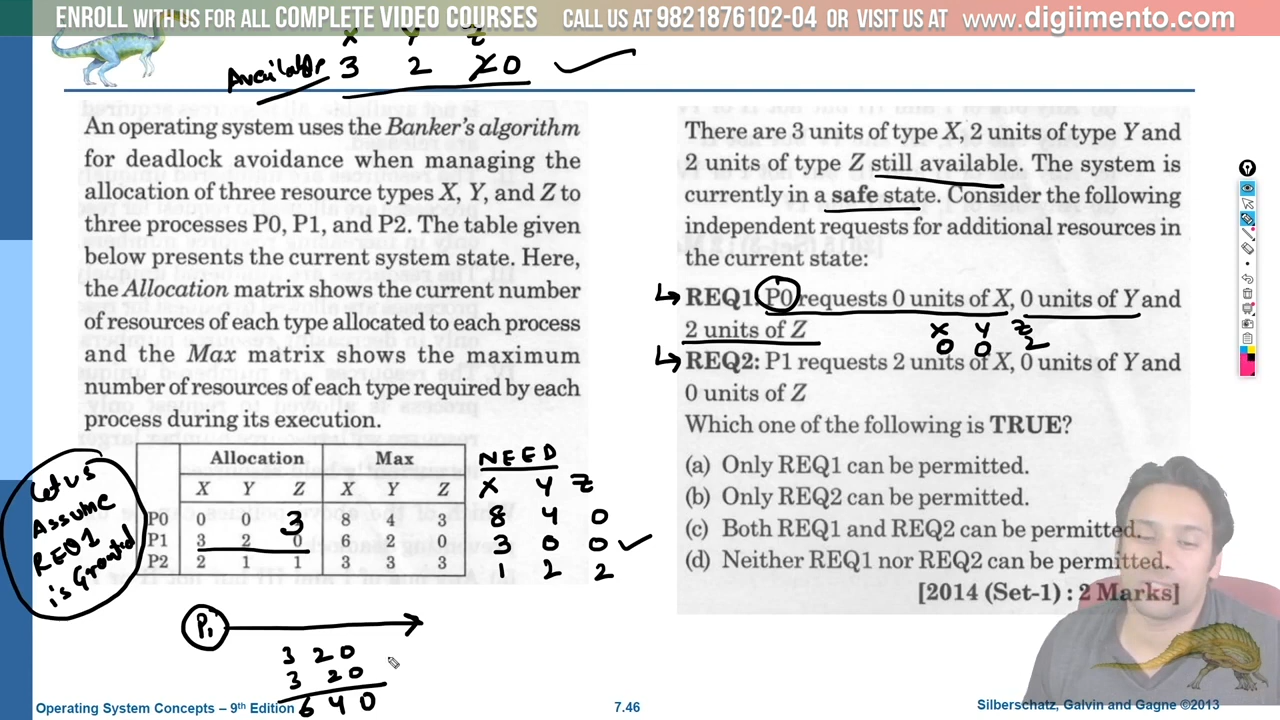 ENROLL WITH US FOR ALL COMPLETE VIDEO COURSES CALL US AT 9821876102-04 OR VISIT US AT www.digiimento.com
X Y Z
Available 3 2 2 0
An operating system uses the Banker's algorithm
for deadlock avoidance when managing the
allocation of three resource types X, Y, and Z to
three processes P0, P1, and P2. The table given
below presents the current system state. Here,
the Allocation matrix shows the current number
of resources of each type allocated to each process
and the Max matrix shows the maximum
number of resources of each type required by each
process during its execution.
Allocation Max NEED
X Y Z X Y Z X Y Z
P0 0 0 3 8 4 3 8 4 0
P1 3 2 0 6 2 0 3 0 0
P2 2 1 1 3 3 3 1 2 2
Let us
Assume
REQ1
is Granted
P1
3 2 0
3 2 0
6 4 0
There are 3 units of type X, 2 units of type Y and
2 units of type Z still available. The system is
currently in a safe state. Consider the following
independent requests for additional resources in
the current state:
REQ1: P0 requests 0 units of X, 0 units of Y and
2 units of Z
X Y Z
0 0 2
REQ2: P1 requests 2 units of X, 0 units of Y and
0 units of Z
Which one of the following is TRUE?
(a) Only REQ1 can be permitted.
(b) Only REQ2 can be permitted.
(c) Both REQ1 and REQ2 can be permitted.
(d) Neither REQ1 nor REQ2 can be permitted.
[2014 (Set-1) : 2 Marks]
Operating System Concepts – 9th Edition
7.46
Silberschatz, Galvin and Gagne ©2013